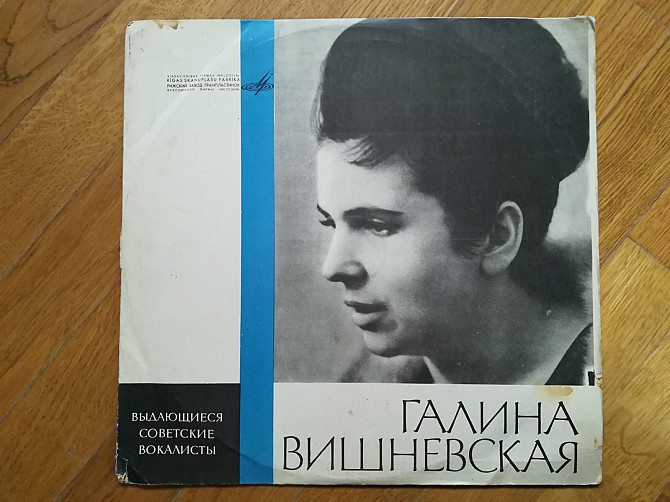 RĪGAS SKAŅUPLAŠU FABRIKA
РИЖСКИЙ ЗАВОД ГРАМПЛАСТИНОК
ВЫДАЮЩИЕСЯ
СОВЕТСКИЕ
ВОКАЛИСТЫ
ГАЛИНА
ВИШНЕВСКАЯ